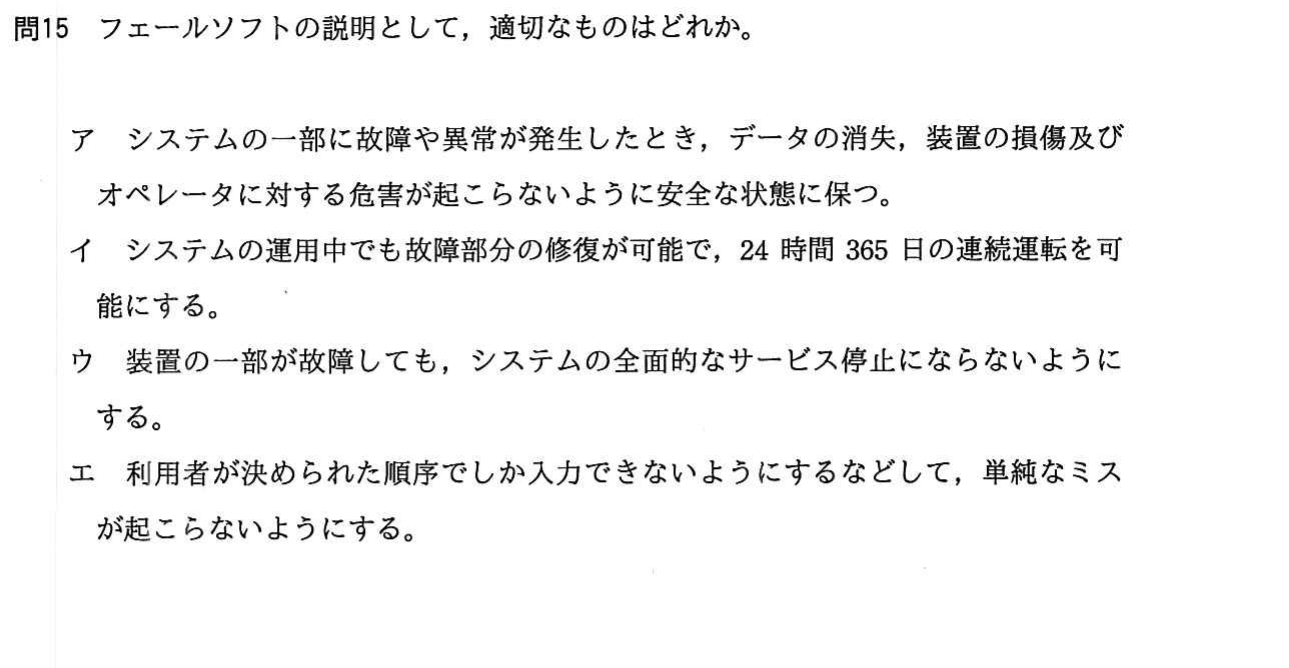 問15　フェールソフトの説明として，適切なものはどれか。
ア　システムの一部に故障や異常が発生したとき，データの消失，装置の損傷及び
オペレータに対する危害が起こらないように安全な状態に保つ。
イ　システムの運用中でも故障部分の修復が可能で，24 時間 365 日の連続運転を可
能にする。
ウ　装置の一部が故障しても，システムの全面的なサービス停止にならないように
する。
エ　利用者が決められた順序でしか入力できないようにするなどして，単純なミス
が起こらないようにする。